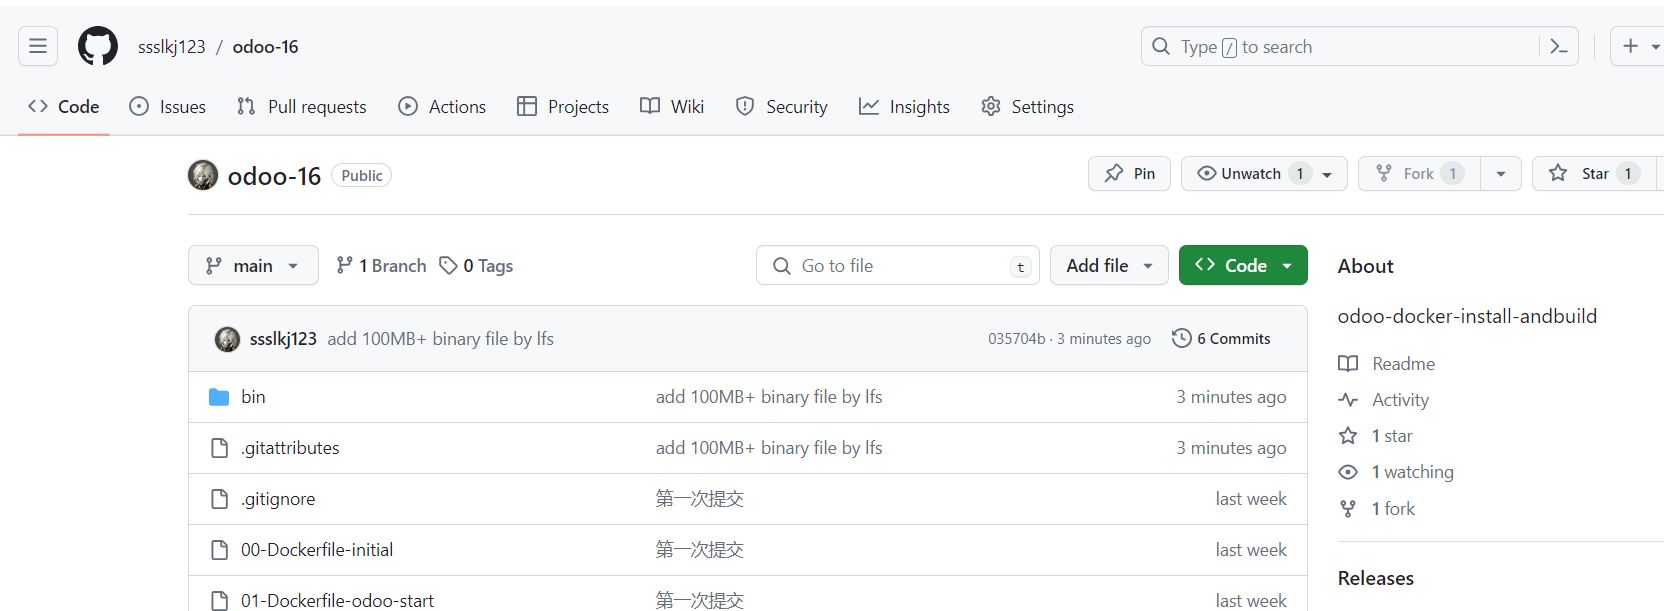 ssslkj123 / odoo-16
Type / to search
Code Issues Pull requests Actions Projects Wiki Security Insights Settings
odoo-16 Public
Pin Unwatch 1 Fork 1 Star 1
main 1 Branch 0 Tags Go to file t Add file Code
ssslkj123 add 100MB+ binary file by lfs 035704b · 3 minutes ago 6 Commits
bin add 100MB+ binary file by lfs 3 minutes ago
.gitattributes add 100MB+ binary file by lfs 3 minutes ago
.gitignore 第一次提交 last week
00-Dockerfile-initial 第一次提交 last week
01-Dockerfile-odoo-start 第一次提交 last week
About
odoo-docker-install-andbuild
Readme
Activity
1 star
1 watching
1 fork
Releases